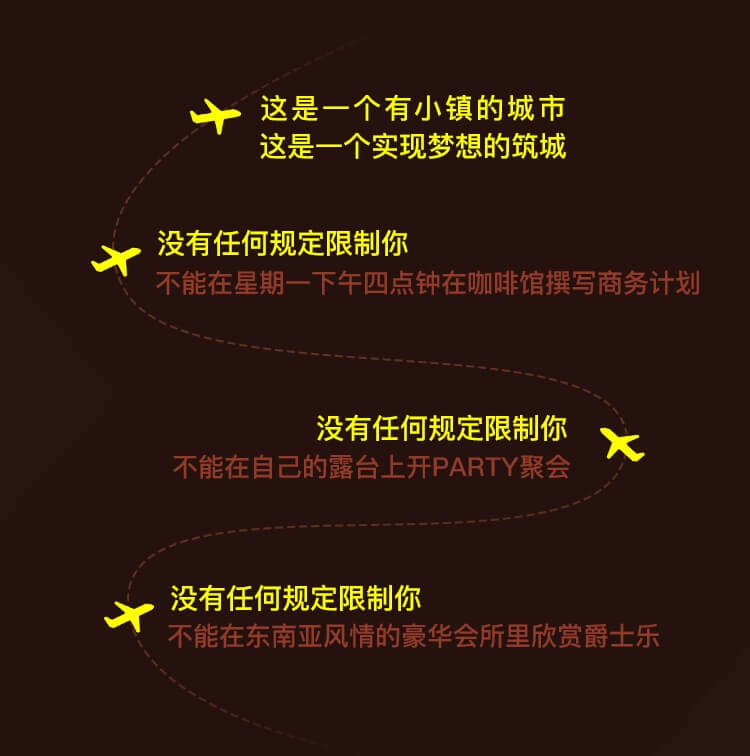 这是一个有小镇的城市
这是一个实现梦想的筑城
没有任何规定限制你
不能在星期一下午四点钟在咖啡馆撰写商务计划
没有任何规定限制你
不能在自己的露台上开PARTY聚会
没有任何规定限制你
不能在东南亚风情的豪华会所里欣赏爵士乐